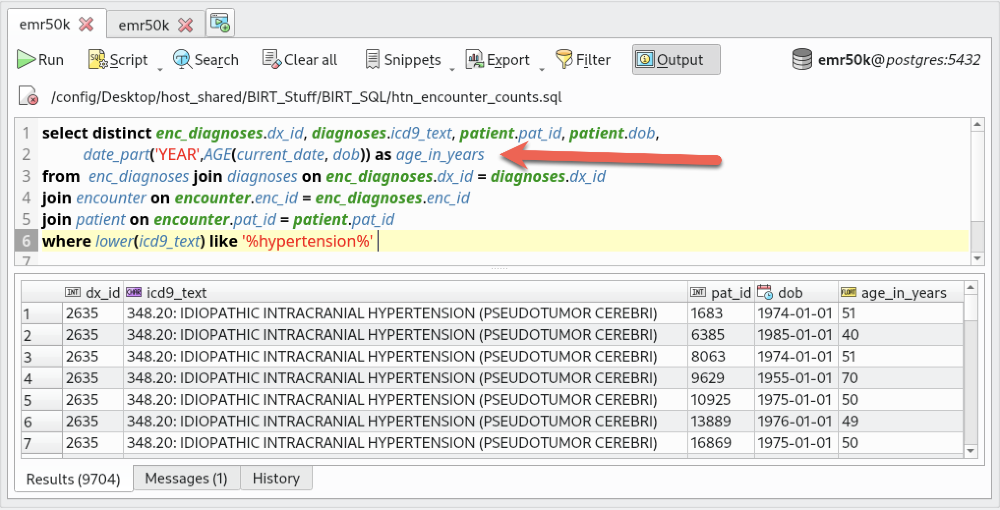 emr50k emr50k
Run Script Search Clear all Snippets Export Filter Output emr50k@postgres:5432
/config/Desktop/host_shared/BIRT_Stuff/BIRT_SQL/htn_encounter_counts.sql
1 select distinct enc_diagnoses.dx_id, diagnoses.icd9_text, patient.pat_id, patient.dob,
2 date_part('YEAR',AGE(current_date, dob)) as age_in_years
3 from enc_diagnoses join diagnoses on enc_diagnoses.dx_id = diagnoses.dx_id
4 join encounter on encounter.enc_id = enc_diagnoses.enc_id
5 join patient on encounter.pat_id = patient.pat_id
6 where lower(icd9_text) like '%hypertension%'
7
INT dx_id CHAR icd9_text INT pat_id dob FLOAT age_in_years
1 2635 348.20: IDIOPATHIC INTRACRANIAL HYPERTENSION (PSEUDOTUMOR CEREBRI) 1683 1974-01-01 51
2 2635 348.20: IDIOPATHIC INTRACRANIAL HYPERTENSION (PSEUDOTUMOR CEREBRI) 6385 1985-01-01 40
3 2635 348.20: IDIOPATHIC INTRACRANIAL HYPERTENSION (PSEUDOTUMOR CEREBRI) 8063 1974-01-01 51
4 2635 348.20: IDIOPATHIC INTRACRANIAL HYPERTENSION (PSEUDOTUMOR CEREBRI) 9629 1955-01-01 70
5 2635 348.20: IDIOPATHIC INTRACRANIAL HYPERTENSION (PSEUDOTUMOR CEREBRI) 10925 1975-01-01 50
6 2635 348.20: IDIOPATHIC INTRACRANIAL HYPERTENSION (PSEUDOTUMOR CEREBRI) 13889 1976-01-01 49
7 2635 348.20: IDIOPATHIC INTRACRANIAL HYPERTENSION (PSEUDOTUMOR CEREBRI) 16869 1975-01-01 50
Results (9704) Messages (1) History